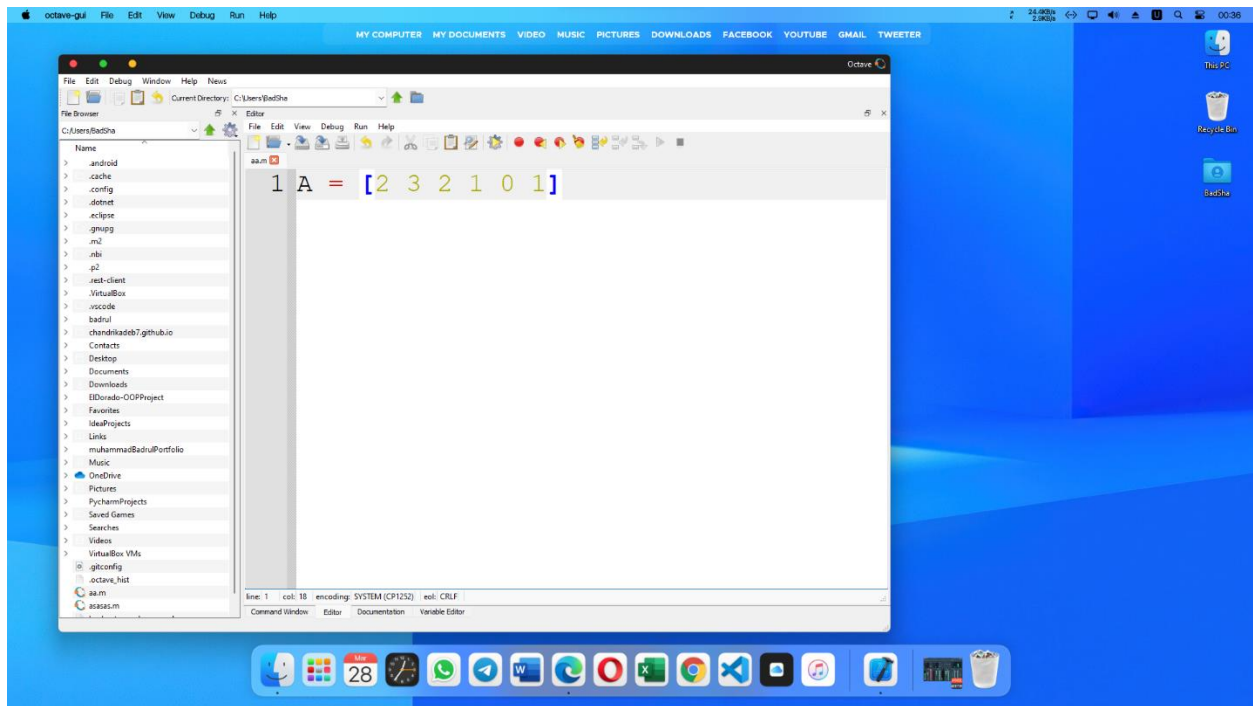 octave-gui File Edit View Debug Run Help
24.4KB/s
2.9KB/s
00:36
MY COMPUTER MY DOCUMENTS VIDEO MUSIC PICTURES DOWNLOADS FACEBOOK YOUTUBE GMAIL TWEETER
Octave
File Edit Debug Window Help News
Current Directory: C:\Users\BadSha
File Browser
C:/Users/BadSha
Name
.android
.cache
.config
.dotnet
.eclipse
.gnupg
.m2
.nbi
.p2
.rest-client
.VirtualBox
.vscode
badrul
chandrikadeb7.github.io
Contacts
Desktop
Documents
Downloads
ElDorado-OOPProject
Favorites
IdeaProjects
Links
muhammadBadrulPortfolio
Music
OneDrive
Pictures
PycharmProjects
Saved Games
Searches
Videos
VirtualBox VMs
.gitconfig
.octave_hist
aa.m
asasas.m
Editor
File Edit View Debug Run Help
aa.m
1 A = [2 3 2 1 0 1]
line: 1 col: 18 encoding: SYSTEM (CP1252) eol: CRLF
Command Window Editor Documentation Variable Editor
This PC
Recycle Bin
BadSha
Mar
28